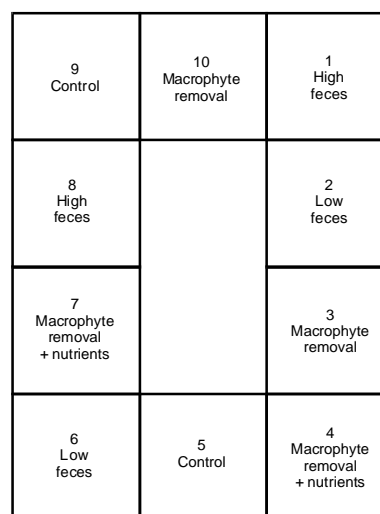 9
Control
10
Macrophyte
removal
1
High
feces
8
High
feces
2
Low
feces
7
Macrophyte
removal
+ nutrients
3
Macrophyte
removal
6
Low
feces
5
Control
4
Macrophyte
removal
+ nutrients